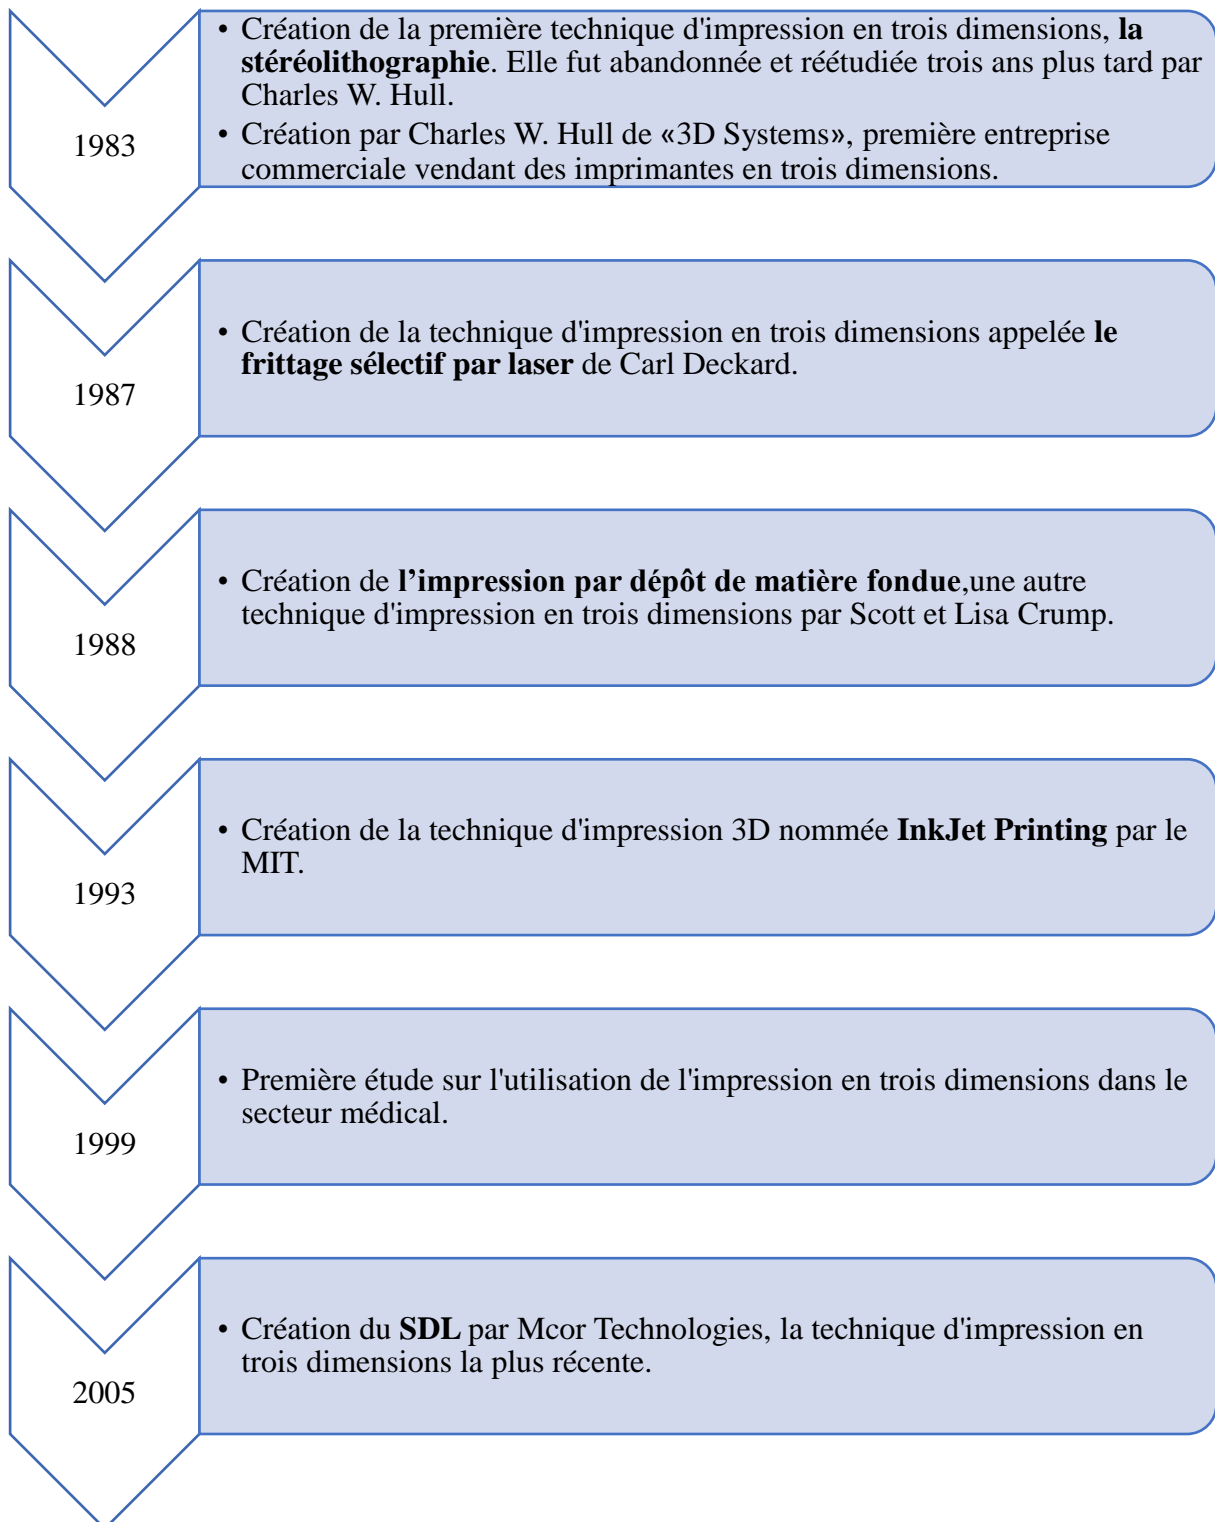 • Création de la première technique d'impression en trois dimensions, la
stéréolithographie. Elle fut abandonnée et réétudiée trois ans plus tard par
Charles W. Hull.
1983
• Création par Charles W. Hull de «3D Systems», première entreprise
commerciale vendant des imprimantes en trois dimensions.
• Création de la technique d'impression en trois dimensions appelée le
frittage sélectif par laser de Carl Deckard.
1987
• Création de l’impression par dépôt de matière fondue,une autre
technique d'impression en trois dimensions par Scott et Lisa Crump.
1988
• Création de la technique d'impression 3D nommée InkJet Printing par le
MIT.
1993
• Première étude sur l'utilisation de l'impression en trois dimensions dans le
secteur médical.
1999
• Création du SDL par Mcor Technologies, la technique d'impression en
trois dimensions la plus récente.
2005